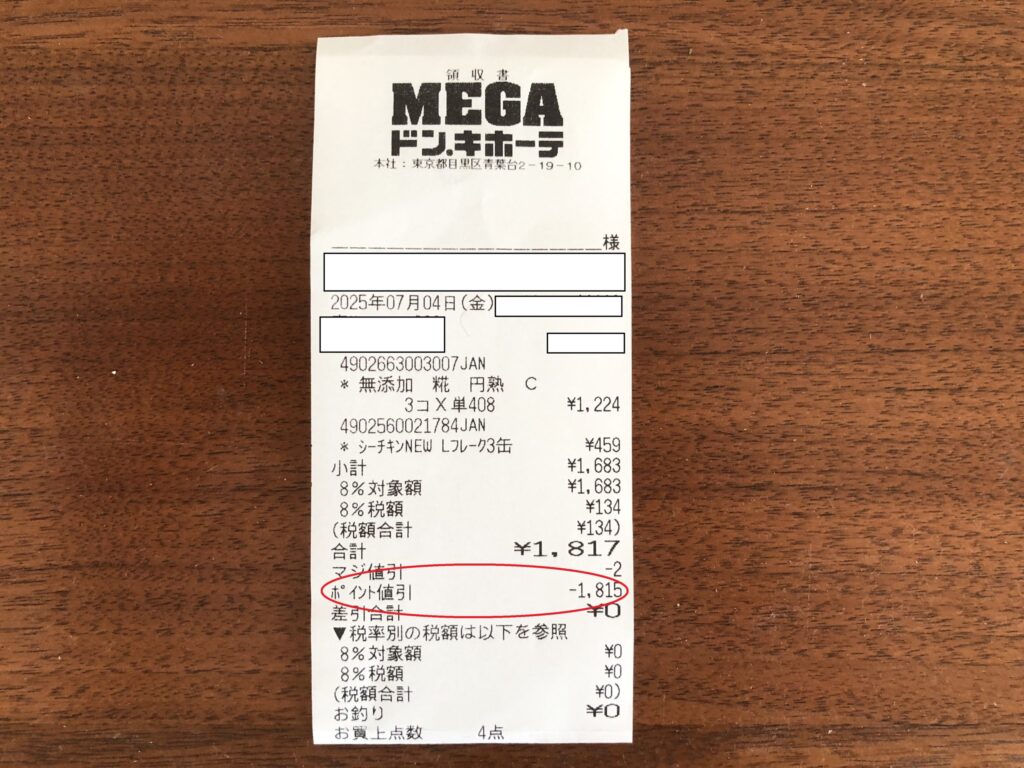 領収書
MEGA
ドン.キホーテ
本社：東京都目黒区青葉台2-19-10
様
2025年07月04日(金)
4902663003007JAN
* 無添加 糀 円熟 C
3コX単408 ¥1,224
4902560021784JAN
* シーチキンNEW Lフレーク3缶 ¥459
小計 ¥1,683
8%対象額 ¥1,683
8%税額 ¥134
(税額合計 ¥134)
合計 ¥1,817
マジ値引 -2
ポイント値引 -1,815
差引合計 ¥0
▼税率別の税額は以下を参照
8%対象額 ¥0
8%税額 ¥0
(税額合計 ¥0)
お釣り ¥0
お買上点数 4点